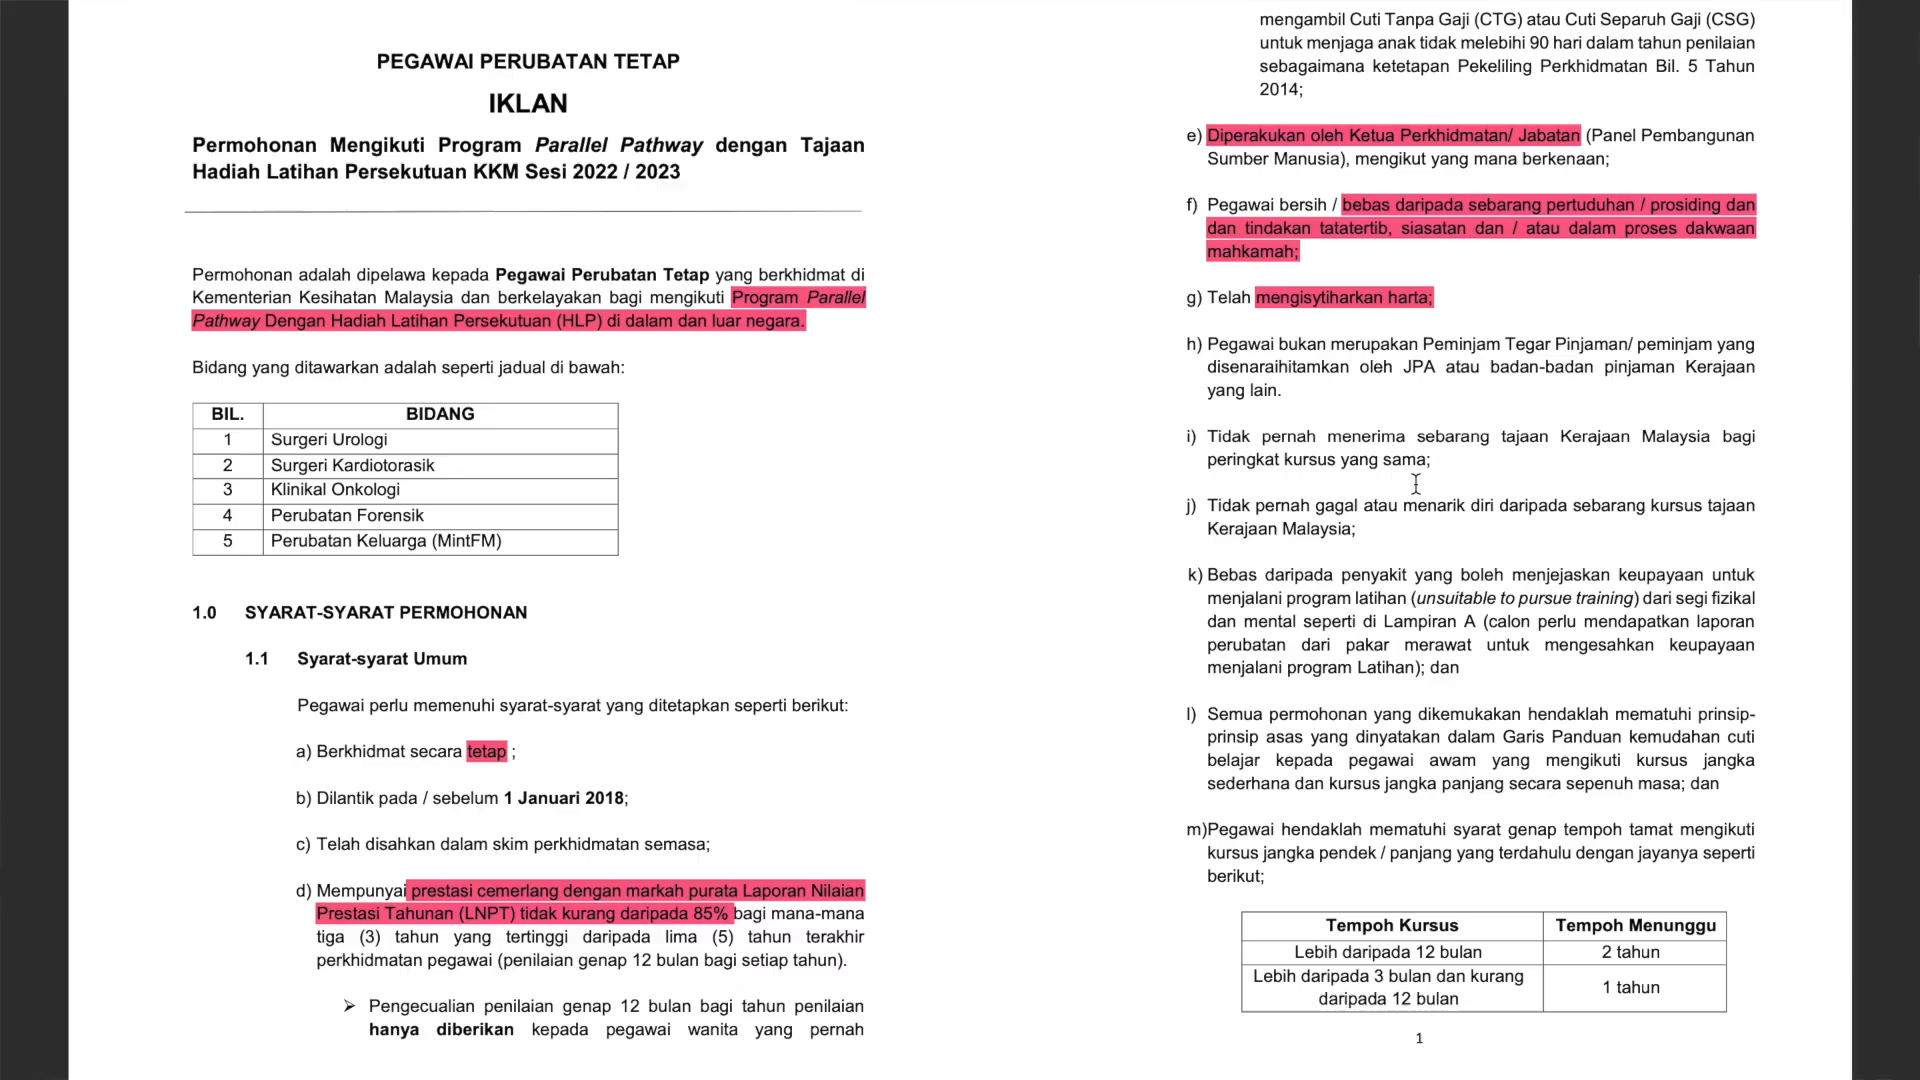 PEGAWAI PERUBATAN TETAP
IKLAN
Permohonan Mengikuti Program Parallel Pathway dengan Tajaan
Hadiah Latihan Persekutuan KKM Sesi 2022 / 2023
Permohonan adalah dipelawa kepada Pegawai Perubatan Tetap yang berkhidmat di
Kementerian Kesihatan Malaysia dan berkelayakan bagi mengikuti Program Parallel
Pathway Dengan Hadiah Latihan Persekutuan (HLP) di dalam dan luar negara.
Bidang yang ditawarkan adalah seperti jadual di bawah:
BIL. BIDANG
1 Surgeri Urologi
2 Surgeri Kardiotorasik
3 Klinikal Onkologi
4 Perubatan Forensik
5 Perubatan Keluarga (MintFM)
1.0 SYARAT-SYARAT PERMOHONAN
1.1 Syarat-syarat Umum
Pegawai perlu memenuhi syarat-syarat yang ditetapkan seperti berikut:
a) Berkhidmat secara tetap ;
b) Dilantik pada / sebelum 1 Januari 2018;
c) Telah disahkan dalam skim perkhidmatan semasa;
d) Mempunyai prestasi cemerlang dengan markah purata Laporan Nilaian
Prestasi Tahunan (LNPT) tidak kurang daripada 85% bagi mana-mana
tiga (3) tahun yang tertinggi daripada lima (5) tahun terakhir
perkhidmatan pegawai (penilaian genap 12 bulan bagi setiap tahun).
➢ Pengecualian penilaian genap 12 bulan bagi tahun penilaian
hanya diberikan kepada pegawai wanita yang pernah
mengambil Cuti Tanpa Gaji (CTG) atau Cuti Separuh Gaji (CSG)
untuk menjaga anak tidak melebihi 90 hari dalam tahun penilaian
sebagaimana ketetapan Pekeliling Perkhidmatan Bil. 5 Tahun
2014;
e) Diperakukan oleh Ketua Perkhidmatan/ Jabatan (Panel Pembangunan
Sumber Manusia), mengikut yang mana berkenaan;
f) Pegawai bersih / bebas daripada sebarang pertuduhan / prosiding dan
dan tindakan tatatertib, siasatan dan / atau dalam proses dakwaan
mahkamah;
g) Telah mengisytiharkan harta;
h) Pegawai bukan merupakan Peminjam Tegar Pinjaman/ peminjam yang
disenaraihitamkan oleh JPA atau badan-badan pinjaman Kerajaan
yang lain.
i) Tidak pernah menerima sebarang tajaan Kerajaan Malaysia bagi
peringkat kursus yang sama;
j) Tidak pernah gagal atau menarik diri daripada sebarang kursus tajaan
Kerajaan Malaysia;
k) Bebas daripada penyakit yang boleh menjejaskan keupayaan untuk
menjalani program latihan (unsuitable to pursue training) dari segi fizikal
dan mental seperti di Lampiran A (calon perlu mendapatkan laporan
perubatan dari pakar merawat untuk mengesahkan keupayaan
menjalani program Latihan); dan
l) Semua permohonan yang dikemukakan hendaklah mematuhi prinsip-
prinsip asas yang dinyatakan dalam Garis Panduan kemudahan cuti
belajar kepada pegawai awam yang mengikuti kursus jangka
sederhana dan kursus jangka panjang secara sepenuh masa; dan
m)Pegawai hendaklah mematuhi syarat genap tempoh tamat mengikuti
kursus jangka pendek / panjang yang terdahulu dengan jayanya seperti
berikut;
Tempoh Kursus Tempoh Menunggu
Lebih daripada 12 bulan 2 tahun
Lebih daripada 3 bulan dan kurang
daripada 12 bulan 1 tahun
1